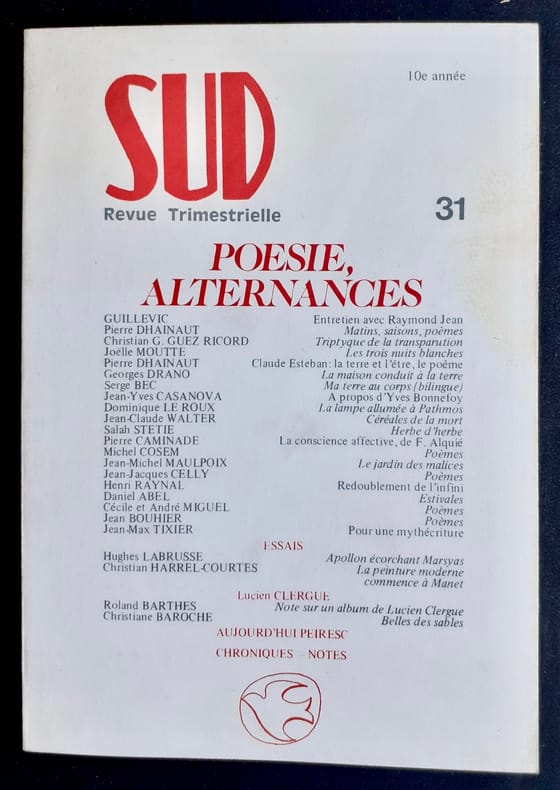 10e année
SUD
Revue Trimestrielle
31
POESIE,
ALTERNANCES
GUILLEVIC Entretien avec Raymond Jean
Pierre DHAINAUT Matins, saisons, poèmes
Christian G. GUEZ RICORD Triptyque de la transparution
Joëlle MOUTTE Les trois nuits blanches
Pierre DHAINAUT Claude Esteban: la terre et l'être, le poême
Georges DRANO La maison conduit à la terre
Serge BEC Ma terre au corps (bilingue)
Jean-Yves CASANOVA A propos d'Yves Bonnefoy
Dominique LE ROUX La lampe allumée à Pathmos
Jean-Claude WALTER Céréales de la mort
Salah STETIE Herbe d'herbe
Pierre CAMINADE La conscience affective, de F. Alquié
Michel COSEM Poèmes
Jean-Michel MAULPOIX Le jardin des malices
Jean-Jacques CELLY Poèmes
Henri RAYNAL Redoublement de l'infini
Daniel ABEL Estivales
Cécile et André MIGUEL Poèmes
Jean BOUHIER Poèmes
Jean-Max TIXIER Pour une mythécriture
ESSAIS
Hughes LABRUSSE Apollon écorchant Marsyas
Christian HARREL-COURTES La peinture moderne
commence à Manet
Lucien CLERGUE
Roland BARTHES Note sur un album de Lucien Clergue
Christiane BAROCHE Belles des sables
AUJOURD'HUI PEIRESC
CHRONIQUES - NOTES